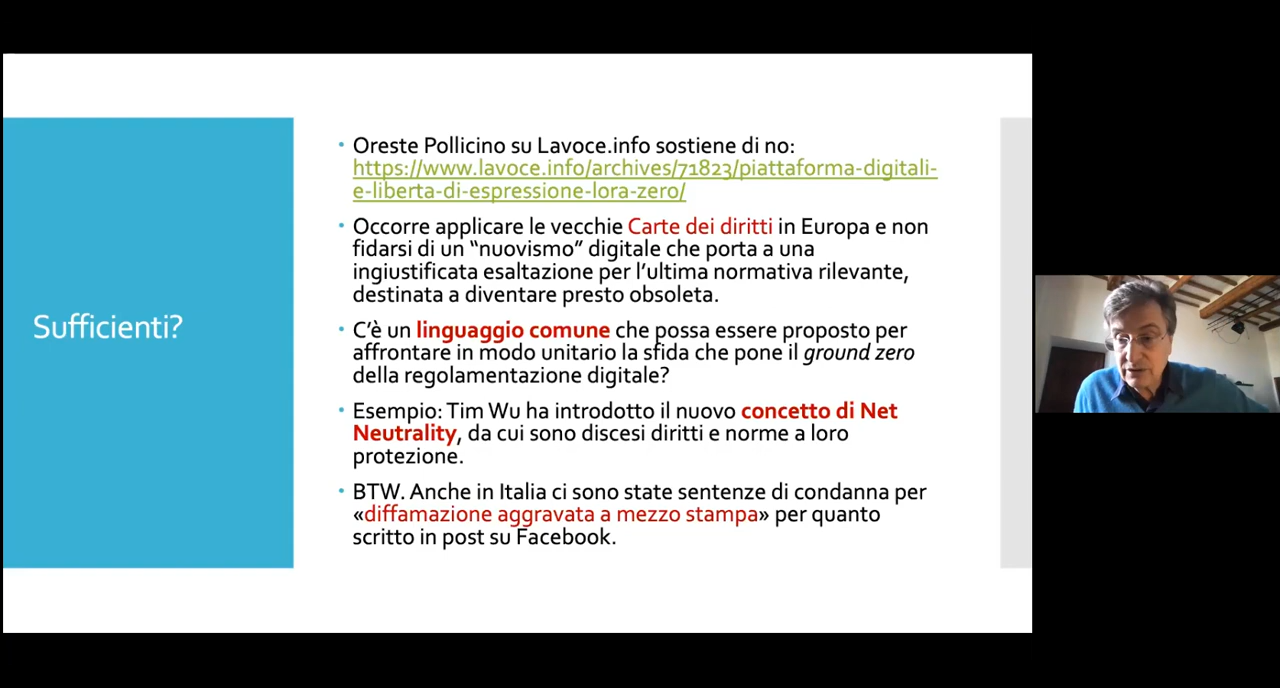 Sufficienti?
• Oreste Pollicino su Lavoce.info sostiene di no:
https://www.lavoce.info/archives/71823/piattaforma-digitali-
e-liberta-di-espressione-lora-zero/
• Occorre applicare le vecchie Carte dei diritti in Europa e non
fidarsi di un “nuovismo” digitale che porta a una
ingiustificata esaltazione per l’ultima normativa rilevante,
destinata a diventare presto obsoleta.
• C’è un linguaggio comune che possa essere proposto per
affrontare in modo unitario la sfida che pone il ground zero
della regolamentazione digitale?
• Esempio: Tim Wu ha introdotto il nuovo concetto di Net
Neutrality, da cui sono discesi diritti e norme a loro
protezione.
• BTW. Anche in Italia ci sono state sentenze di condanna per
«diffamazione aggravata a mezzo stampa» per quanto
scritto in post su Facebook.